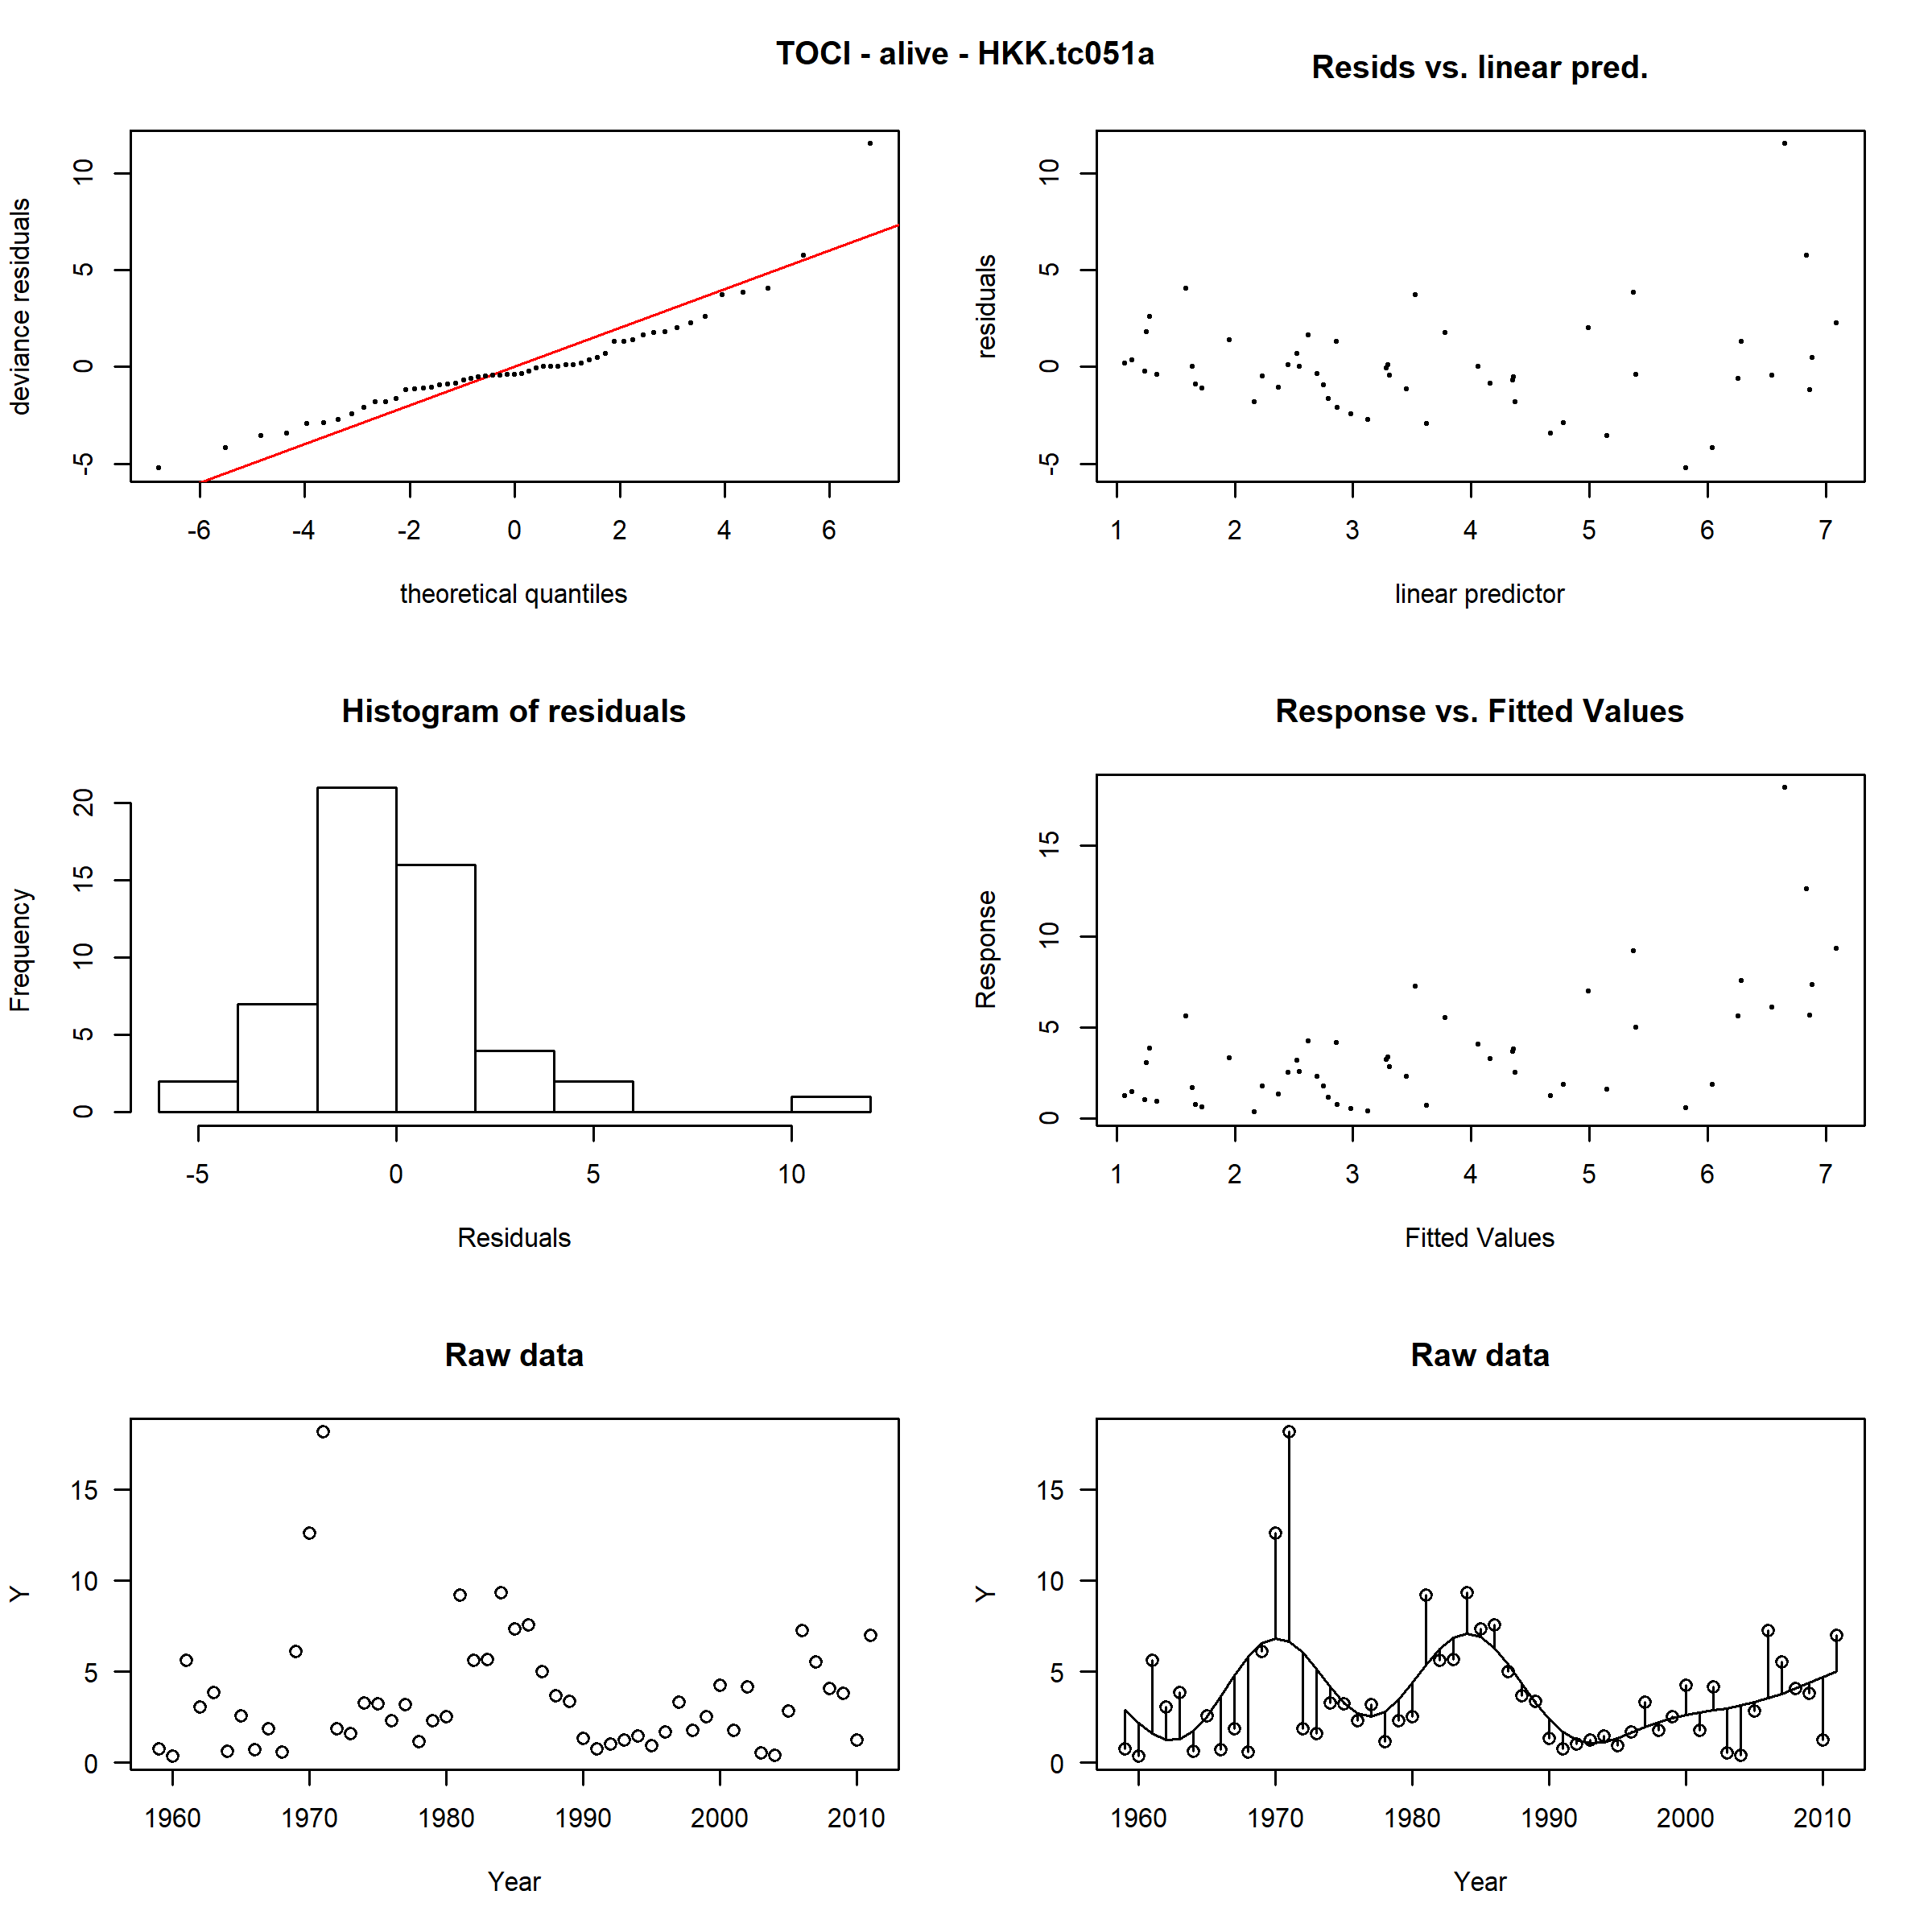 TOCI - alive - HKK.tc051a
Resids vs. linear pred.
deviance residuals
-5 0 5 10
-6 -4 -2 0 2 4 6
theoretical quantiles
residuals
-5 0 5 10
1 2 3 4 5 6 7
linear predictor
Histogram of residuals
Frequency
0 5 10 15 20
-5 0 5 10
Residuals
Response vs. Fitted Values
Response
0 5 10 15
1 2 3 4 5 6 7
Fitted Values
Raw data
Y
0 5 10 15
1960 1970 1980 1990 2000 2010
Year
Raw data
Y
0 5 10 15
1960 1970 1980 1990 2000 2010
Year